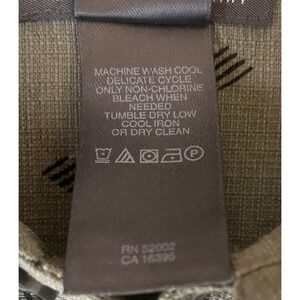 MACHINE WASH COOL
DELICATE CYCLE
ONLY NON-CHLORINE
BLEACH WHEN
NEEDED
TUMBLE DRY LOW
COOL IRON
OR DRY CLEAN
P
RN 52002
CA 16396